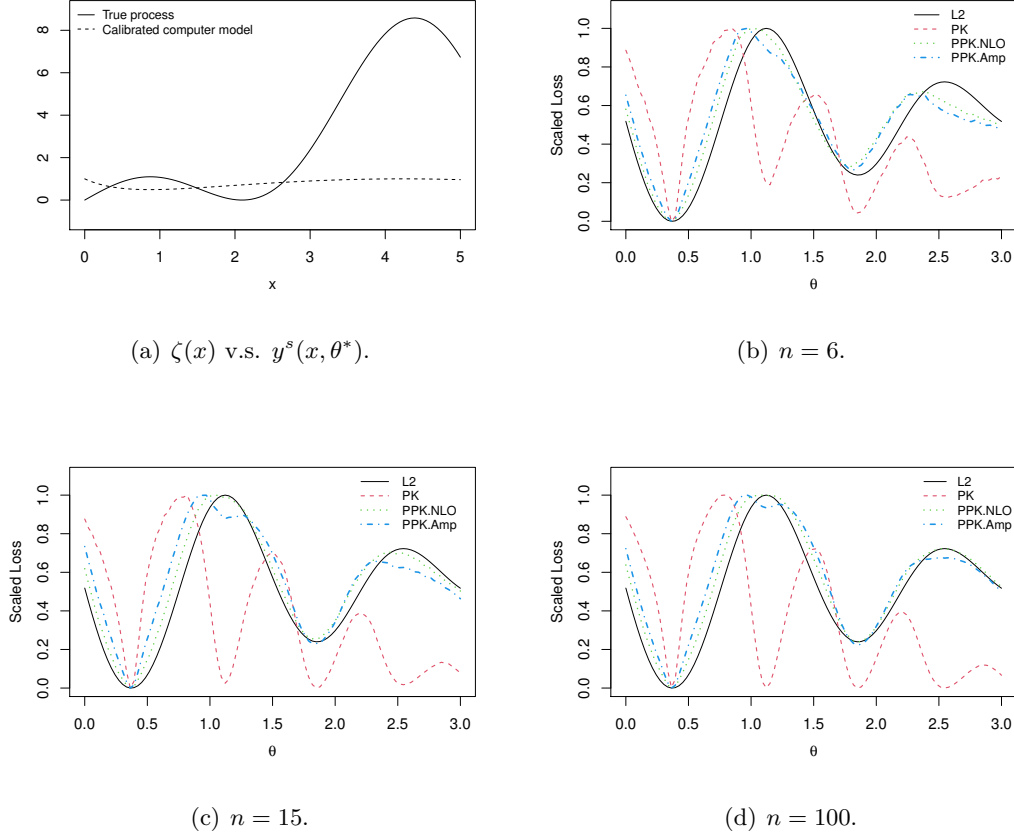 True process
Calibrated computer model
0 2 4 6 8
0 1 2 3 4 5
x
(a) ζ(x) v.s. y^s(x, θ*).
Scaled Loss
0.0 0.2 0.4 0.6 0.8 1.0
L2
PK
PPK.NLO
PPK.Amp
0.0 0.5 1.0 1.5 2.0 2.5 3.0
θ
(b) n = 6.
Scaled Loss
0.0 0.2 0.4 0.6 0.8 1.0
L2
PK
PPK.NLO
PPK.Amp
0.0 0.5 1.0 1.5 2.0 2.5 3.0
θ
(c) n = 15.
Scaled Loss
0.0 0.2 0.4 0.6 0.8 1.0
L2
PK
PPK.NLO
PPK.Amp
0.0 0.5 1.0 1.5 2.0 2.5 3.0
θ
(d) n = 100.